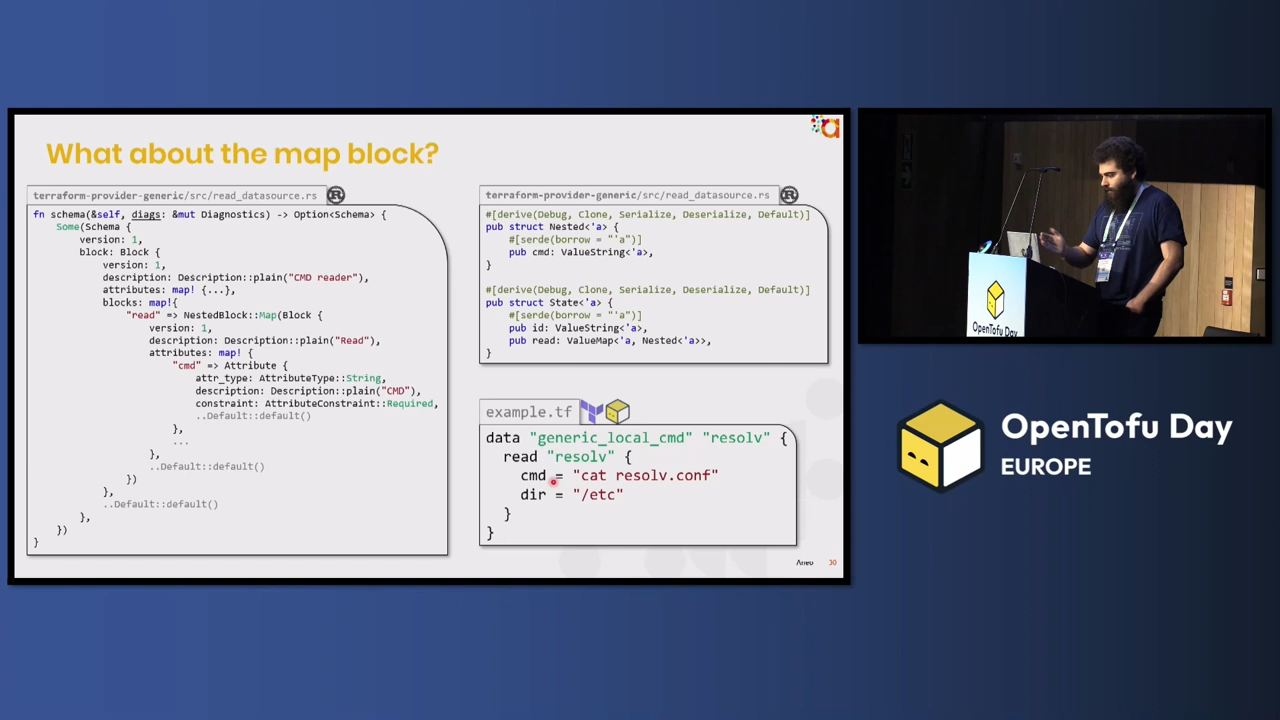 What about the map block?
terraform-provider-generic/src/read_datasource.rs
fn schema(&self, diags: &mut Diagnostics) -> Option<Schema> {
    Some(Schema {
        version: 1,
        block: Block {
            version: 1,
            description: Description::plain("CMD reader"),
            attributes: map! {...},
            blocks: map!{
                "read" => NestedBlock::Map(Block {
                    version: 1,
                    description: Description::plain("Read"),
                    attributes: map! {
                        "cmd" => Attribute {
                            attr_type: AttributeType::String,
                            description: Description::plain("CMD"),
                            constraint: AttributeConstraint::Required,
                            ..Default::default()
                        },
                        ...
                    },
                    ..Default::default()
                })
            },
            ..Default::default()
        },
    })
}
terraform-provider-generic/src/read_datasource.rs
#[derive(Debug, Clone, Serialize, Deserialize, Default)]
pub struct Nested<'a> {
    #[serde(borrow = "'a")]
    pub cmd: ValueString<'a>,
}
#[derive(Debug, Clone, Serialize, Deserialize, Default)]
pub struct State<'a> {
    #[serde(borrow = "'a")]
    pub id: ValueString<'a>,
    pub read: ValueMap<'a, Nested<'a>>,
}
example.tf
data "generic_local_cmd" "resolv" {
  read "resolv" {
    cmd = "cat resolv.conf"
    dir = "/etc"
  }
}
Aneo 30
OpenTofu Day
OpenTofu Day
EUROPE